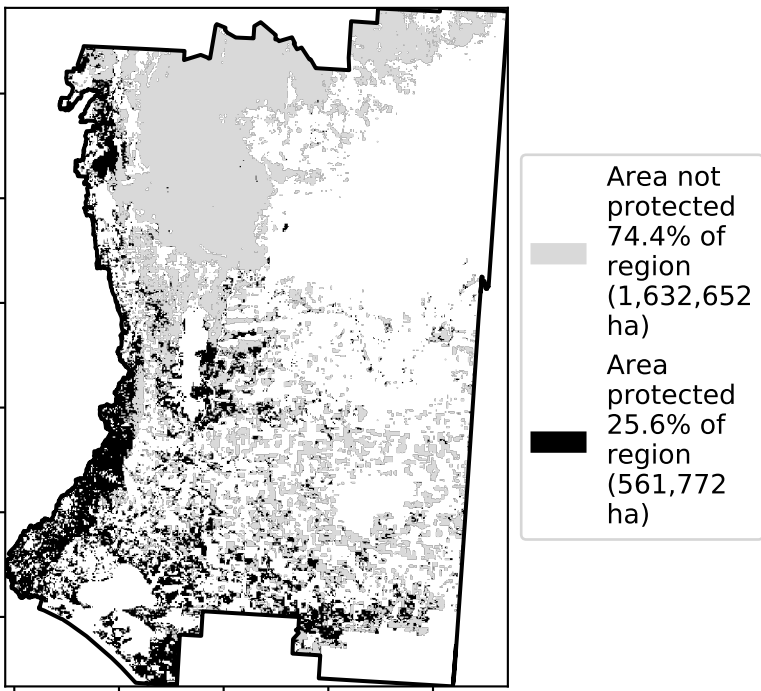 Area not
protected
74.4% of
region
(1,632,652
ha)
Area
protected
25.6% of
region
(561,772
ha)